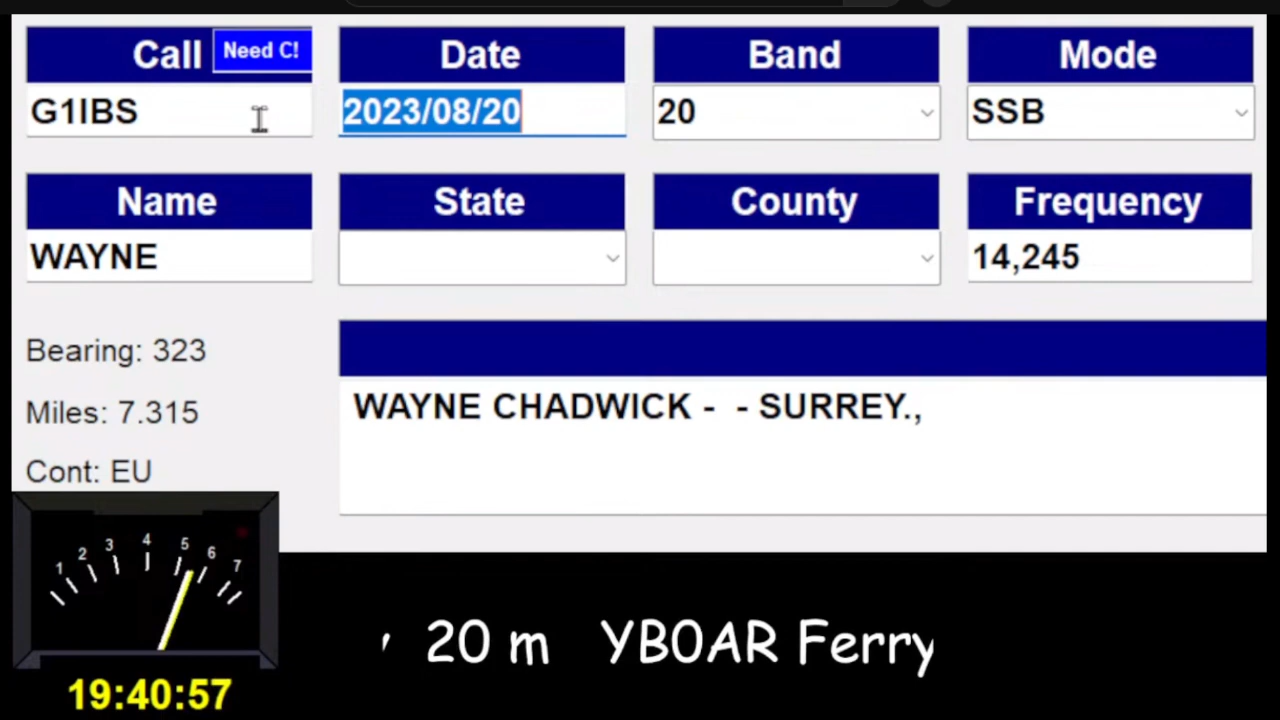 Call Need C! Date Band Mode
G1IBS 2023/08/20 20 SSB
Name State County Frequency
WAYNE 14,245
Bearing: 323
Miles: 7.315
Cont: EU
WAYNE CHADWICK -  - SURREY.,
1 2 3 4 5 6 7
20 m YB0AR Ferry
19:40:57